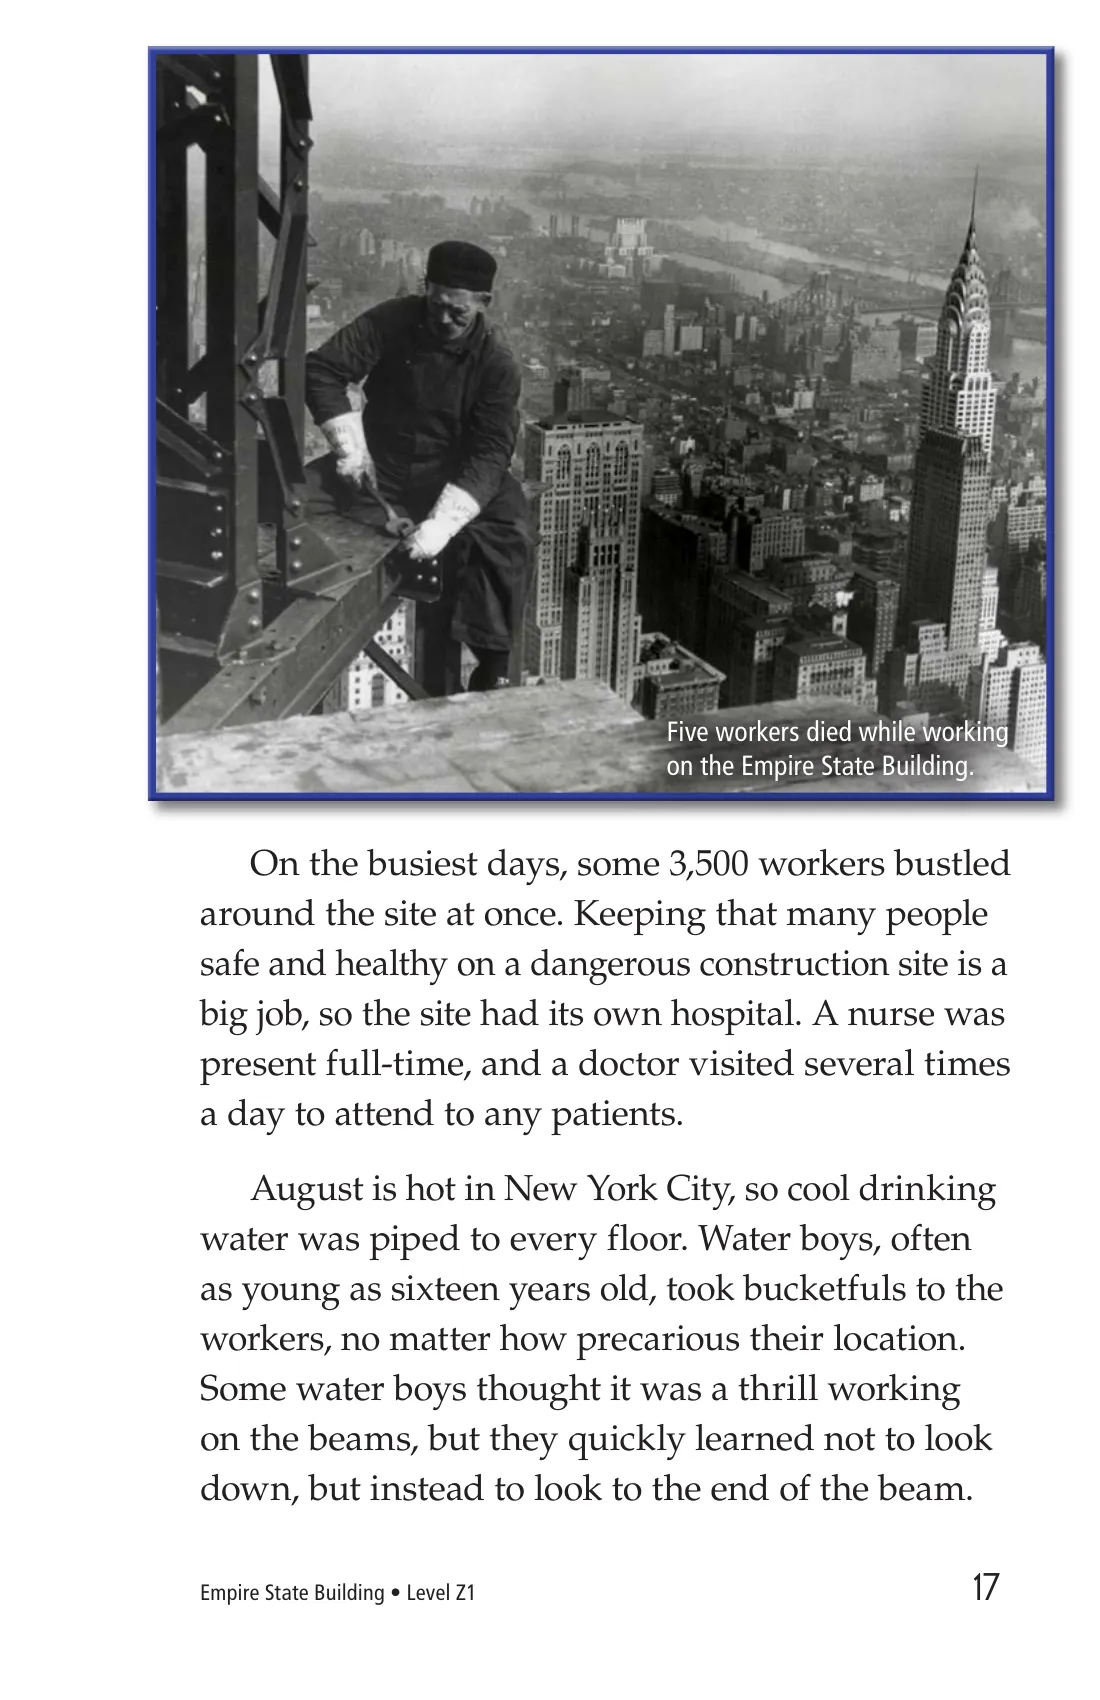 Five workers died while working
on the Empire State Building.
On the busiest days, some 3,500 workers bustled
around the site at once. Keeping that many people
safe and healthy on a dangerous construction site is a
big job, so the site had its own hospital. A nurse was
present full-time, and a doctor visited several times
a day to attend to any patients.
August is hot in New York City, so cool drinking
water was piped to every floor. Water boys, often
as young as sixteen years old, took bucketfuls to the
workers, no matter how precarious their location.
Some water boys thought it was a thrill working
on the beams, but they quickly learned not to look
down, but instead to look to the end of the beam.
Empire State Building • Level Z1
17